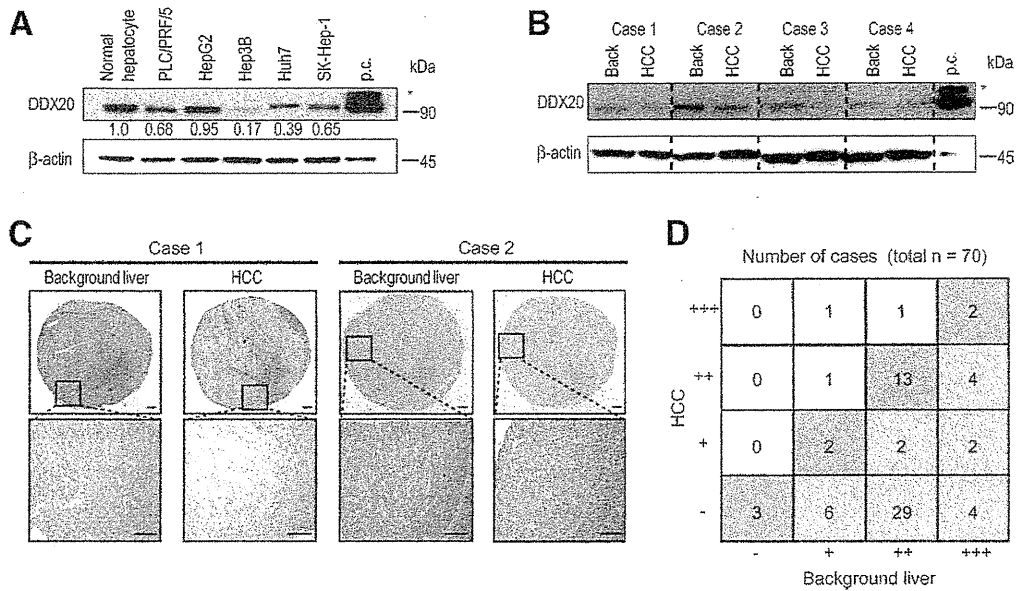 A
Normal hepatocyte
PLC/PRF/5
HepG2
Hep3B
Huh7
SK-Hep-1
p.c.
kDa
DDX20
*
90
1.0 0.68 0.95 0.17 0.39 0.65
β-actin
45
B
Case 1 Case 2 Case 3 Case 4
Back HCC Back HCC Back HCC Back HCC p.c.
kDa
DDX20
*
90
β-actin
45
C
Case 1 Case 2
Background liver HCC Background liver HCC
D
Number of cases (total n = 70)
+++ 0 1 1 2
++ 0 1 13 4
+ 0 2 2 2
- 3 6 29 4
HCC
- + ++ +++
Background liver